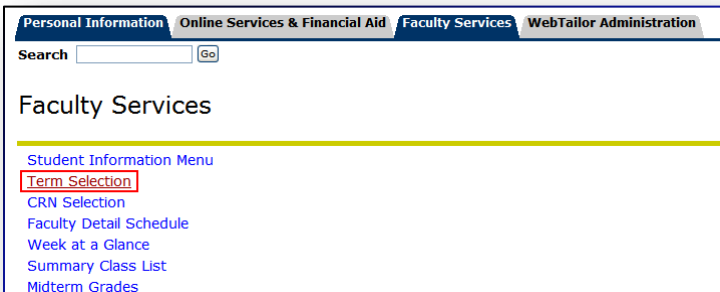 Personal Information Online Services & Financial Aid Faculty Services WebTailor Administration
Search Go
Faculty Services
Student Information Menu
Term Selection
CRN Selection
Faculty Detail Schedule
Week at a Glance
Summary Class List
Midterm Grades